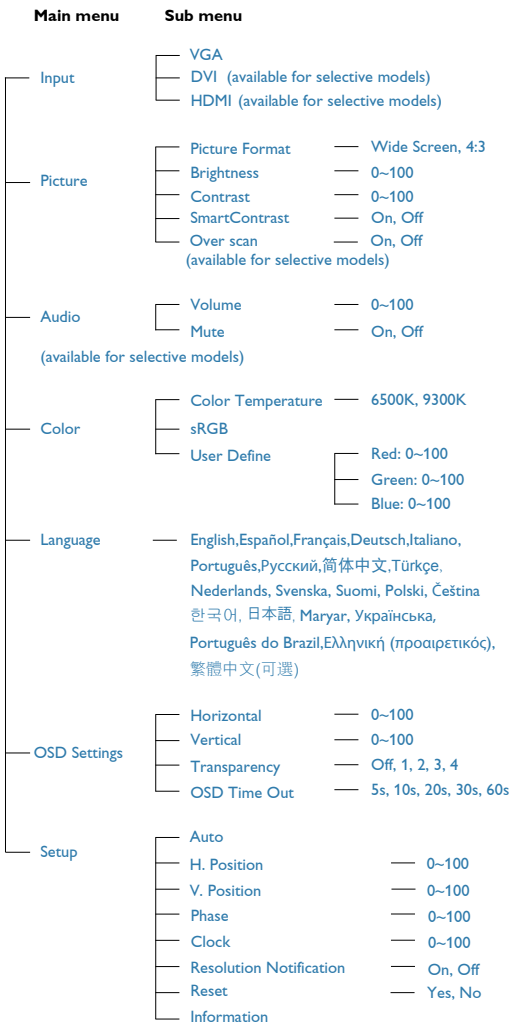 Main menu Sub menu
VGA
Input DVI (available for selective models)
HDMI (available for selective models)
Picture Format Wide Screen, 4:3
Brightness 0~100
Picture
Contrast 0~100
SmartContrast On, Off
Over scan On, Off
(available for selective models)
Volume 0~100
Audio
Mute On, Off
(available for selective models)
Color Temperature 6500K, 9300K
Color sRGB
User Define Red: 0~100
Green: 0~100
Blue: 0~100
Language English,Español,Français,Deutsch,Italiano,
Português,Русский,简体中文,Türkçe,
Nederlands, Svenska, Suomi, Polski, Čeština
한국어, 日本語, Maryar, Українська,
Português do Brazil,Ελληνική (προαιρετικός),
繁體中文(可選)
Horizontal 0~100
Vertical 0~100
OSD Settings
Transparency Off, 1, 2, 3, 4
OSD Time Out 5s, 10s, 20s, 30s, 60s
Auto
Setup
H. Position 0~100
V. Position 0~100
Phase 0~100
Clock 0~100
Resolution Notification On, Off
Reset Yes, No
Information